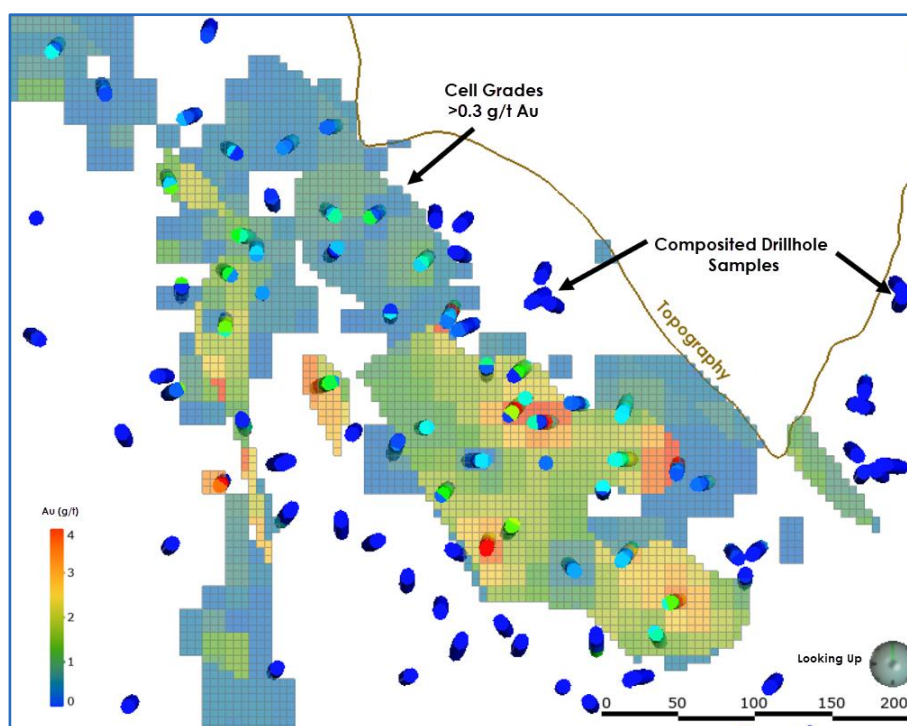 Cell Grades
>0.3 g/t Au
Composited Drillhole
Samples
Topography
Au (g/t)
4
3
2
1
0
Looking Up
0 50 100 150 200